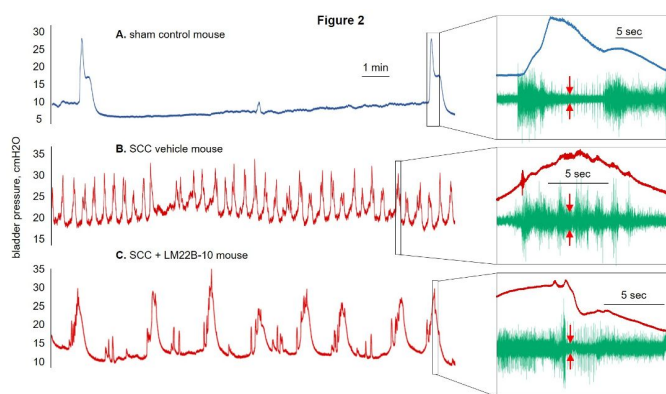 Figure 2
A. sham control mouse
30
25
20
15
10
5
1 min
5 sec
bladder pressure, cmH2O
B. SCC vehicle mouse
35
30
25
20
15
5 sec
C. SCC + LM22B-10 mouse
35
30
25
20
15
10
5 sec